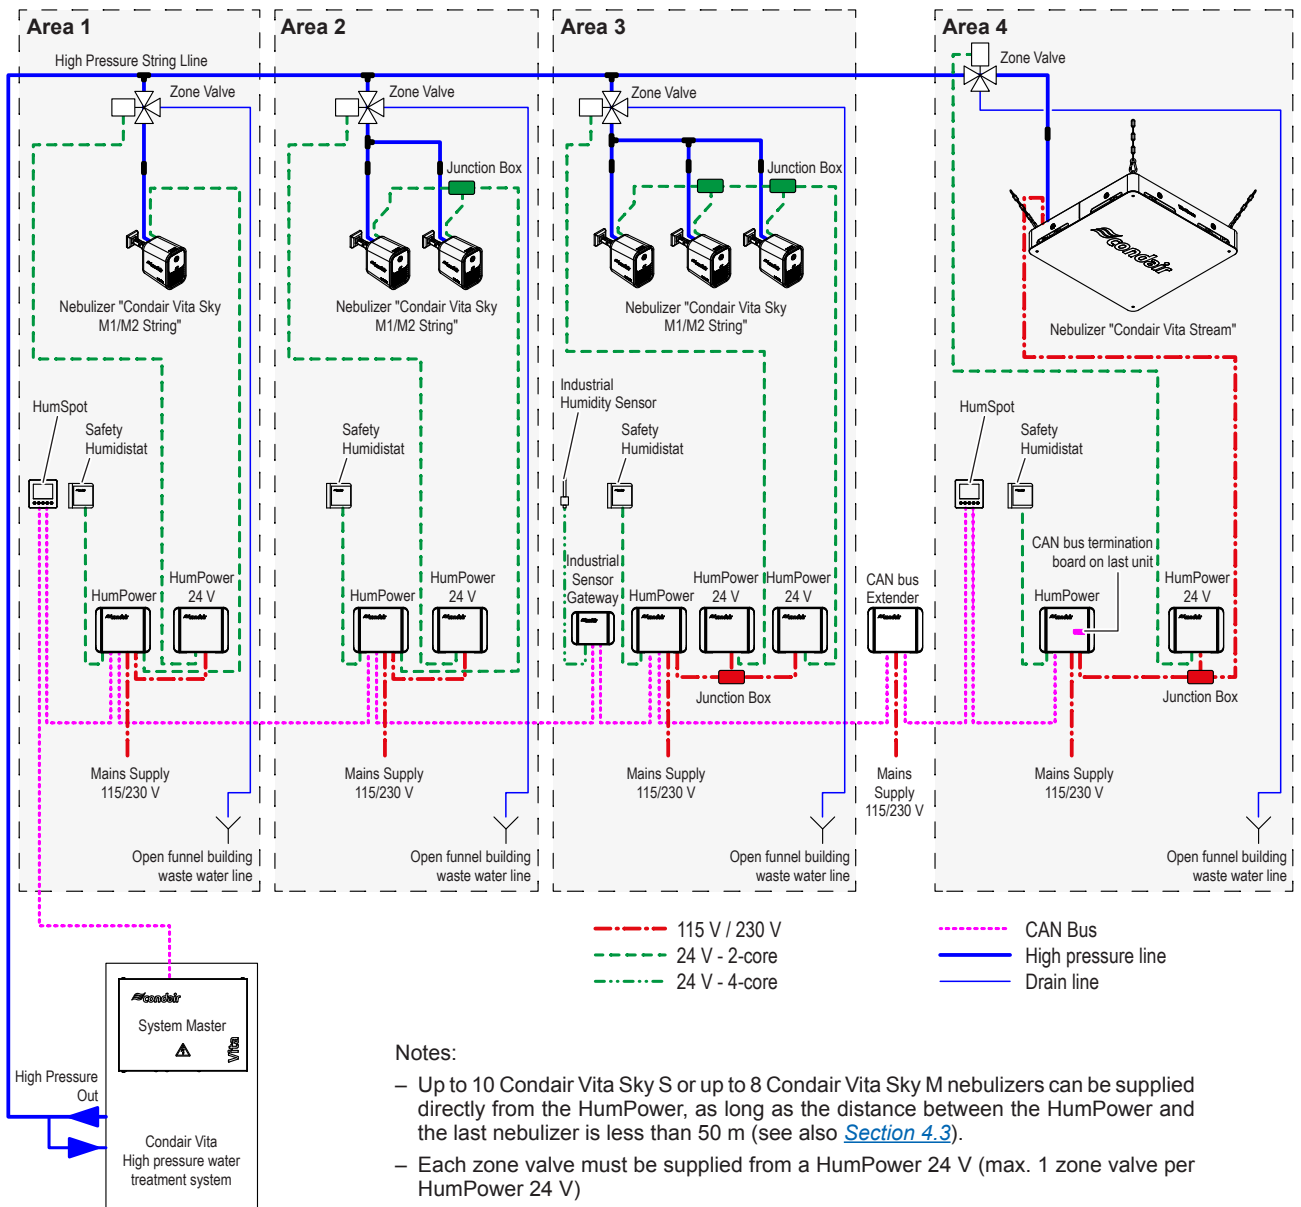 Area 1
Area 2
Area 3
Area 4
High Pressure String Lline
Zone Valve
Zone Valve
Zone Valve
Zone Valve
Junction Box
Junction Box
condair
Nebulizer "Condair Vita Sky
M1/M2 String"
Nebulizer "Condair Vita Sky
M1/M2 String"
Nebulizer "Condair Vita Sky
M1/M2 String"
Nebulizer "Condair Vita Stream"
HumSpot
Safety
Humidistat
Safety
Humidistat
Industrial
Humidity Sensor
Safety
Humidistat
HumSpot
Safety
Humidistat
CAN bus termination
board on last unit
HumPower
HumPower
24 V
HumPower
HumPower
24 V
Industrial
Sensor
Gateway
HumPower
HumPower
24 V
HumPower
24 V
CAN bus
Extender
HumPower
HumPower
24 V
Junction Box
Junction Box
Mains Supply
115/230 V
Mains Supply
115/230 V
Mains Supply
115/230 V
Mains
Supply
115/230 V
Mains Supply
115/230 V
Open funnel building
waste water line
Open funnel building
waste water line
Open funnel building
waste water line
Open funnel building
waste water line
115 V / 230 V
24 V - 2-core
24 V - 4-core
CAN Bus
High pressure line
Drain line
condair
System Master
Vita
High Pressure
Out
Condair Vita
High pressure water
treatment system
Notes:
– Up to 10 Condair Vita Sky S or up to 8 Condair Vita Sky M nebulizers can be supplied
directly from the HumPower, as long as the distance between the HumPower and
the last nebulizer is less than 50 m (see also Section 4.3).
– Each zone valve must be supplied from a HumPower 24 V (max. 1 zone valve per
HumPower 24 V)